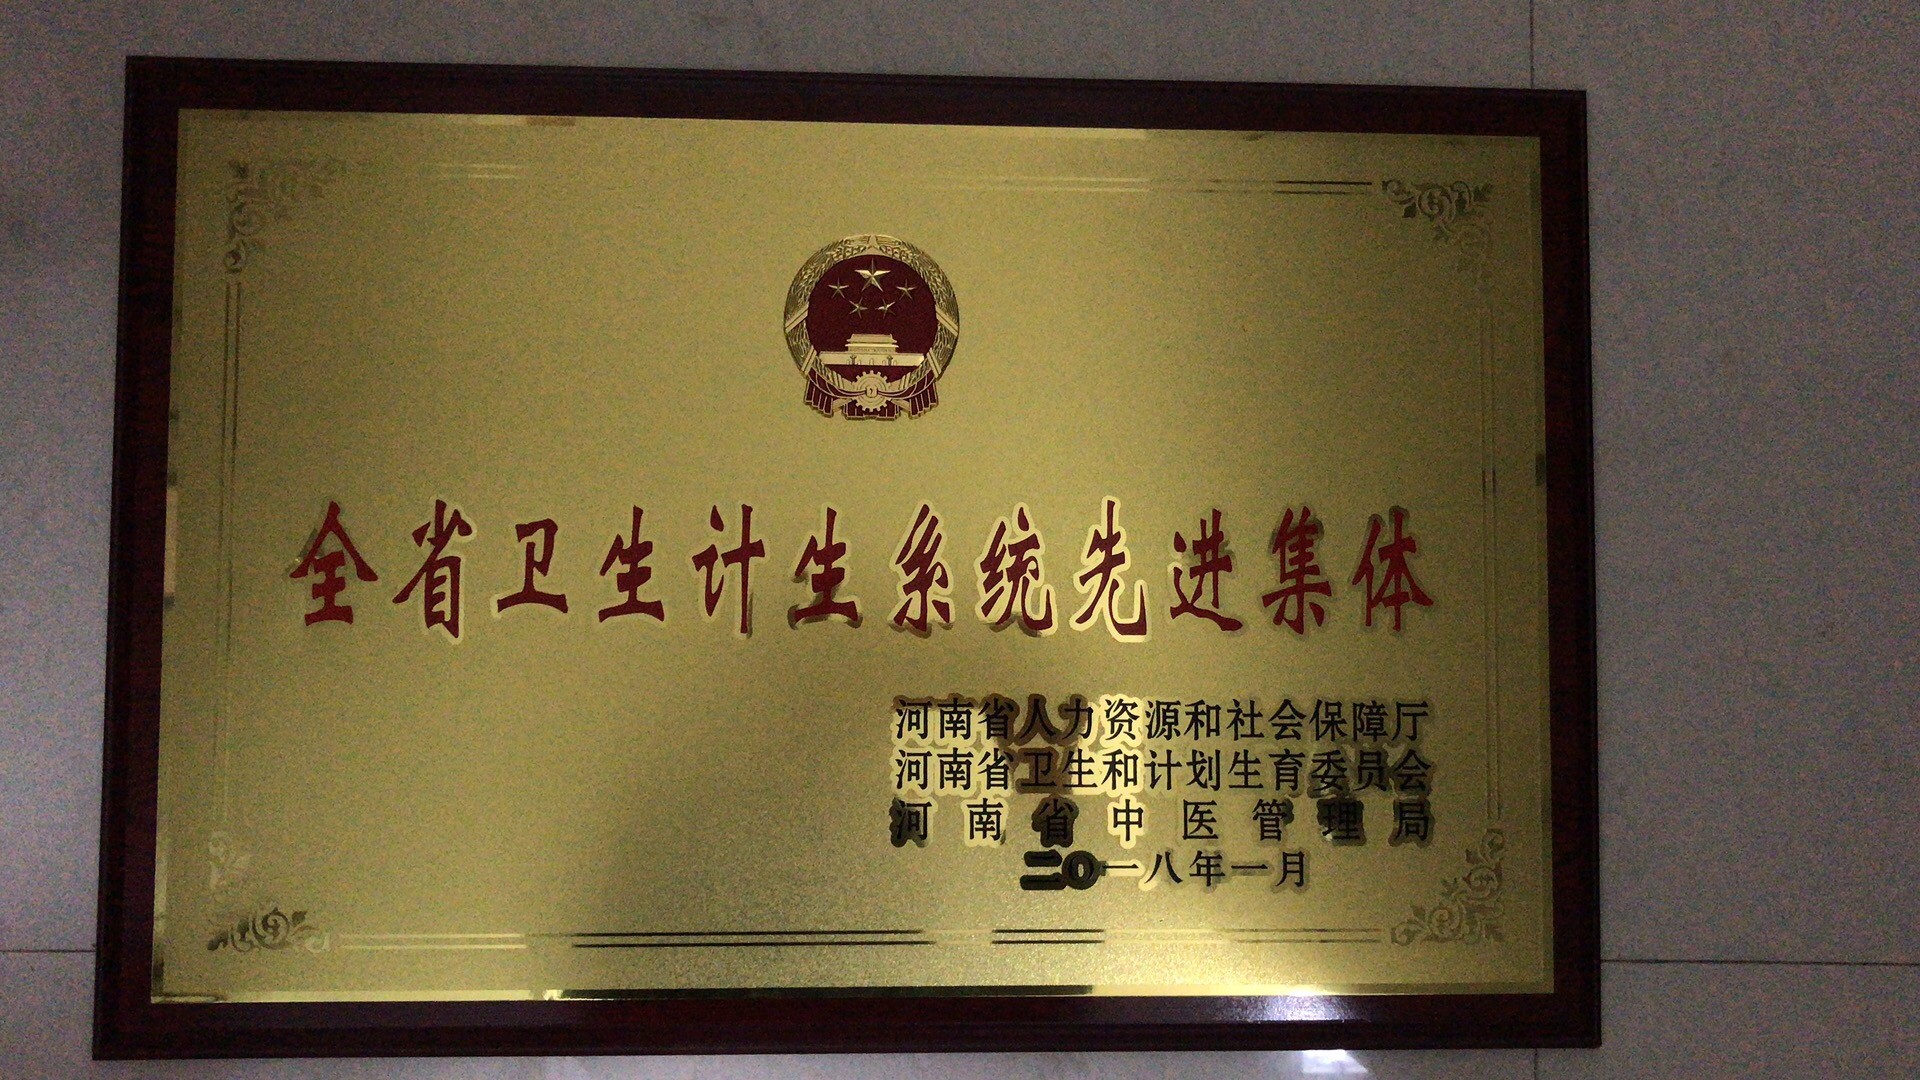 全省卫生计生系统先进集体
河南省人力资源和社会保障厅
河南省卫生和计划生育委员会
河南省中医管理局
二〇一八年一月